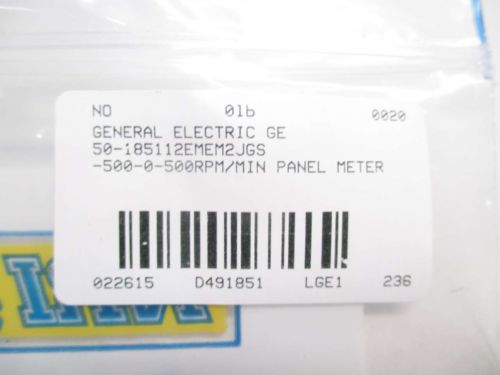 NO 01b 0020
GENERAL ELECTRIC GE
50-185112EMEM2JGS
-500-0-500RPM/MIN PANEL METER
022615 D491851 LGE1 236